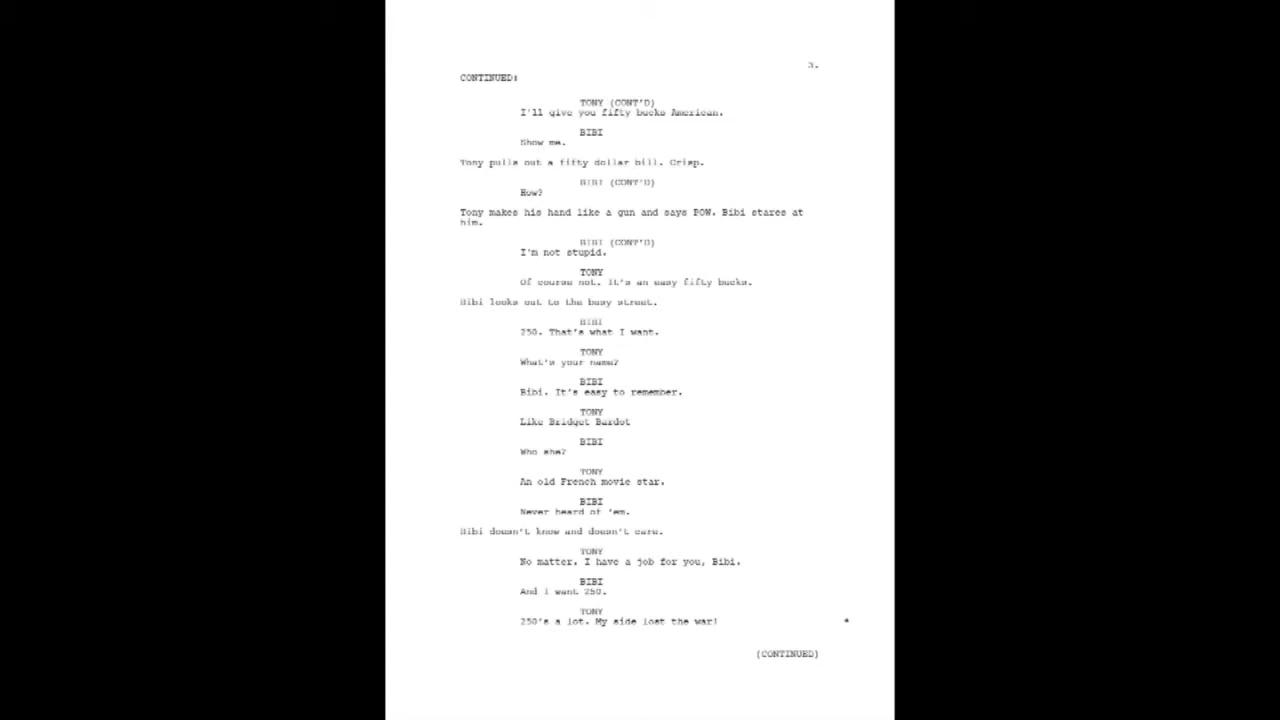 3.
CONTINUED:
TONY (CONT'D)
I'll give you fifty bucks American.
BIBI
Show me.
Tony pulls out a fifty dollar bill. Crisp.
BIBI (CONT'D)
How?
Tony makes his hand like a gun and says POW. Bibi stares at
him.
BIBI (CONT'D)
I'm not stupid.
TONY
Of course not. It's an easy fifty bucks.
Bibi looks out to the busy street.
BIBI
250. That's what I want.
TONY
What's your name?
BIBI
Bibi. It's easy to remember.
TONY
Like Bridget Bardot
BIBI
Who she?
TONY
An old French movie star.
BIBI
Never heard of 'em.
Bibi doesn't know and doesn't care.
TONY
No matter. I have a job for you, Bibi.
BIBI
And I want 250.
TONY
250's a lot. My side lost the war! *
(CONTINUED)